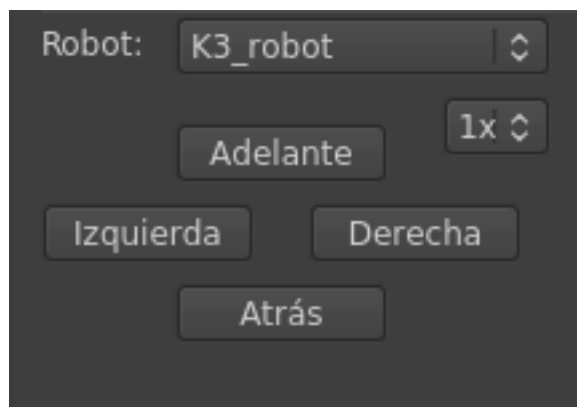 Robot: K3_robot
1x
Adelante
Izquierda Derecha
Atrás